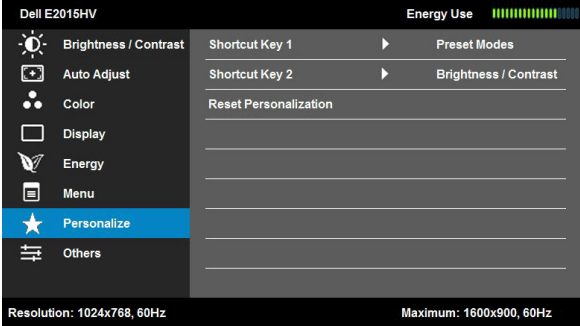 Dell E2015HV Energy Use
Brightness / Contrast Shortcut Key 1 Preset Modes
Auto Adjust Shortcut Key 2 Brightness / Contrast
Color Reset Personalization
Display
Energy
Menu
Personalize
Others
Resolution: 1024x768, 60Hz Maximum: 1600x900, 60Hz